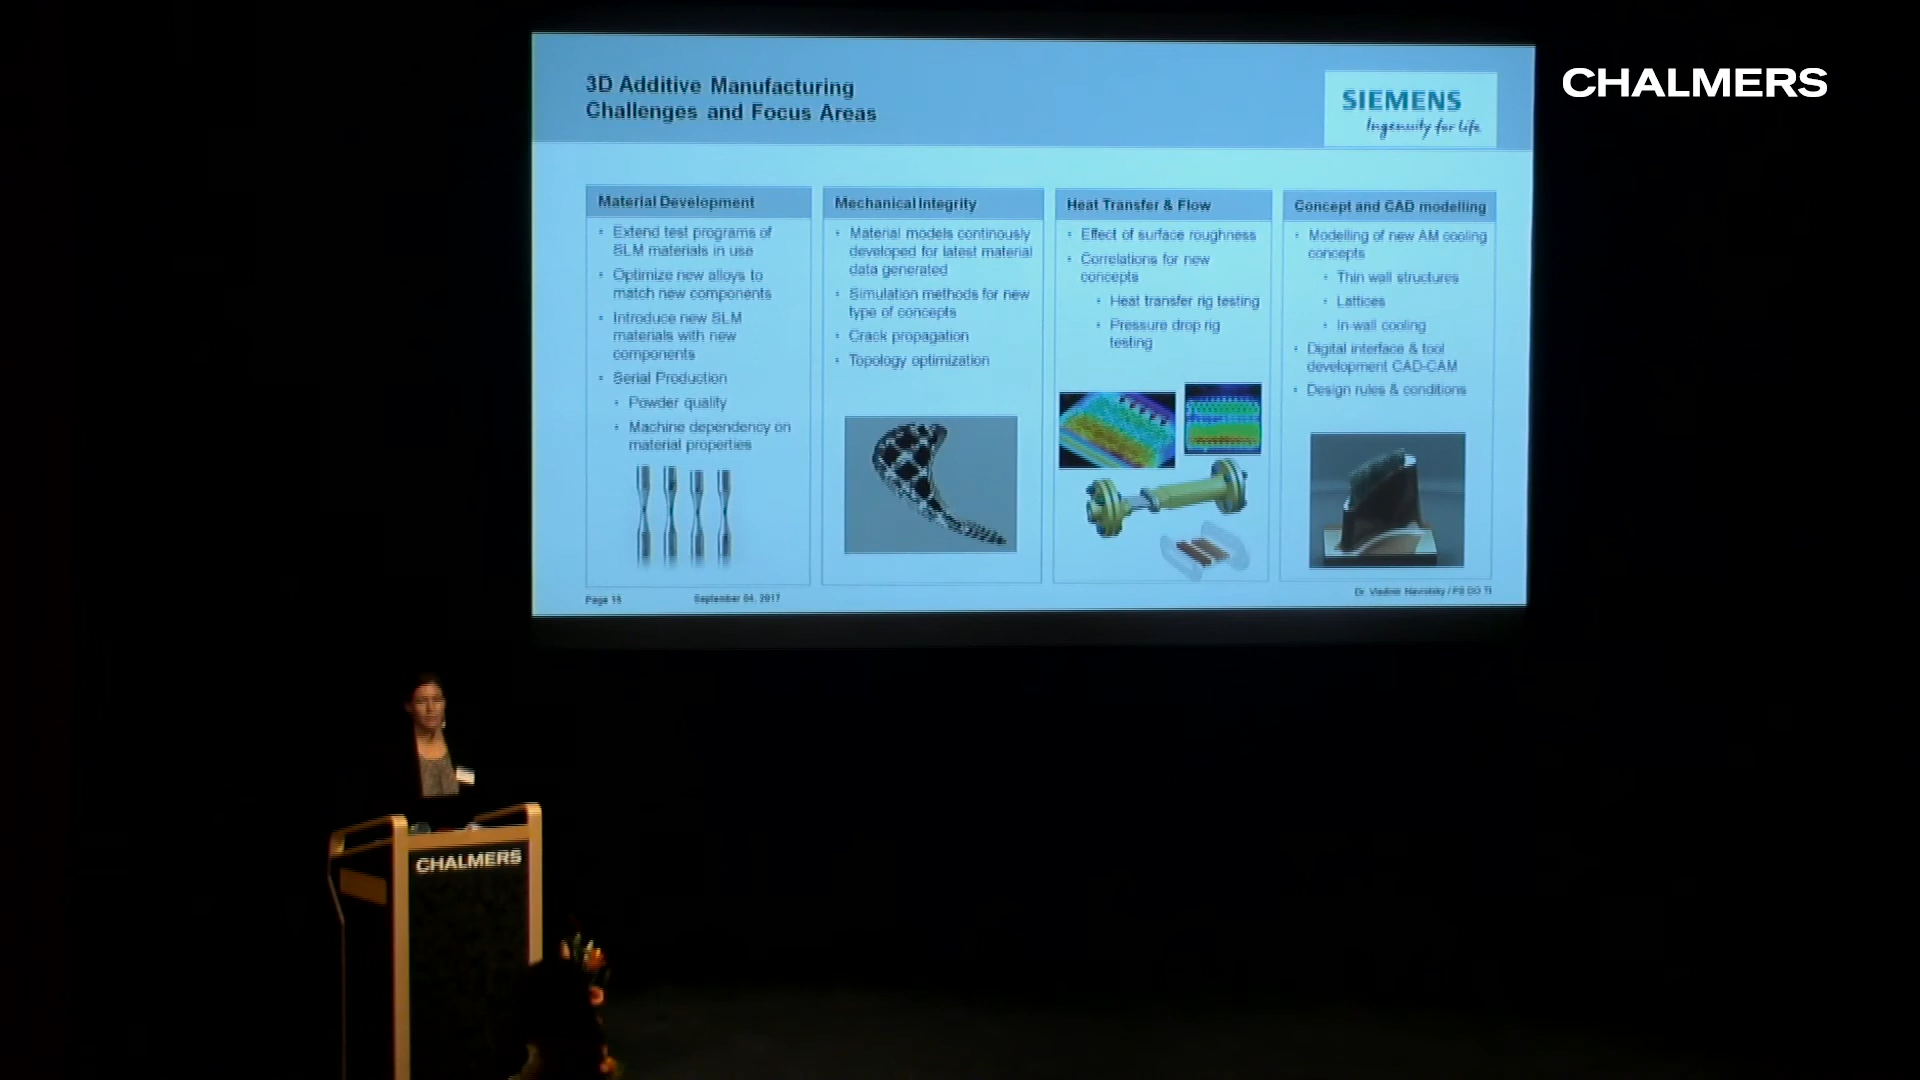 3D Additive Manufacturing
Challenges and Focus Areas
SIEMENS
Ingenuity for life
CHALMERS
Material Development
Extend test programs of
SLM materials in use
Optimize new alloys to
match new components
Introduce new SLM
materials with new
components
Serial Production
Powder quality
Machine dependency on
material properties
Mechanical Integrity
Material models continously
developed for latest material
data generated
Simulation methods for new
type of concepts
Crack propagation
Topology optimization
Heat Transfer & Flow
Effect of surface roughness
Correlations for new
concepts
Heat transfer rig testing
Pressure drop rig
testing
Concept and CAD modelling
Modelling of new AM cooling
concepts
Thin wall structures
Lattices
In-wall cooling
Digital interface & tool
development CAD-CAM
Design rules & conditions
Page 15
September 04, 2017
Dr. Vladimir Navrotsky / PS DO TI
CHALMERS